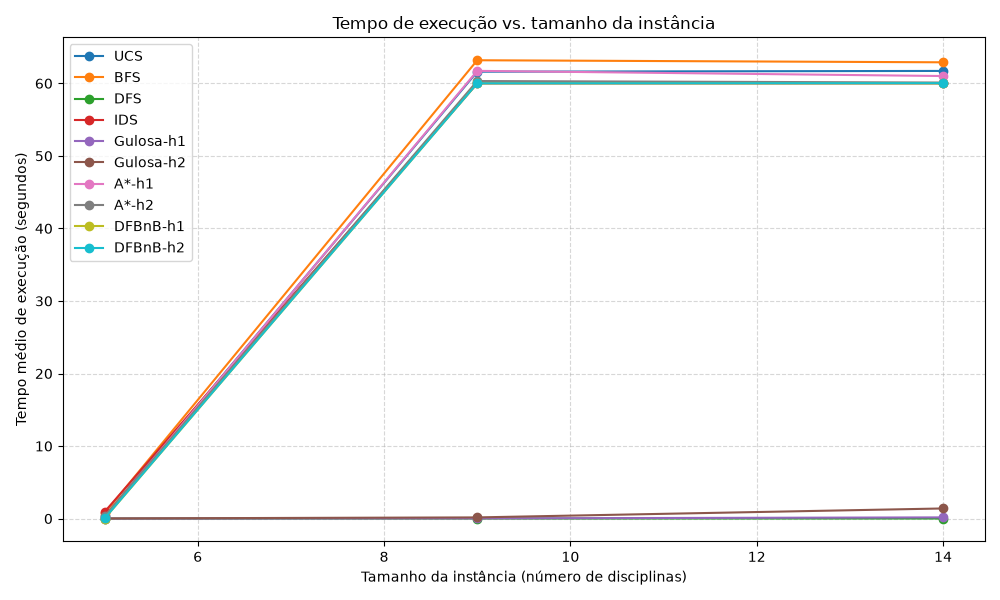 Tempo de execução vs. tamanho da instância
UCS
BFS
DFS
IDS
Gulosa-h1
Gulosa-h2
A*-h1
A*-h2
DFBnB-h1
DFBnB-h2
Tempo médio de execução (segundos)
60
50
40
30
20
10
0
6
8
10
12
14
Tamanho da instância (número de disciplinas)